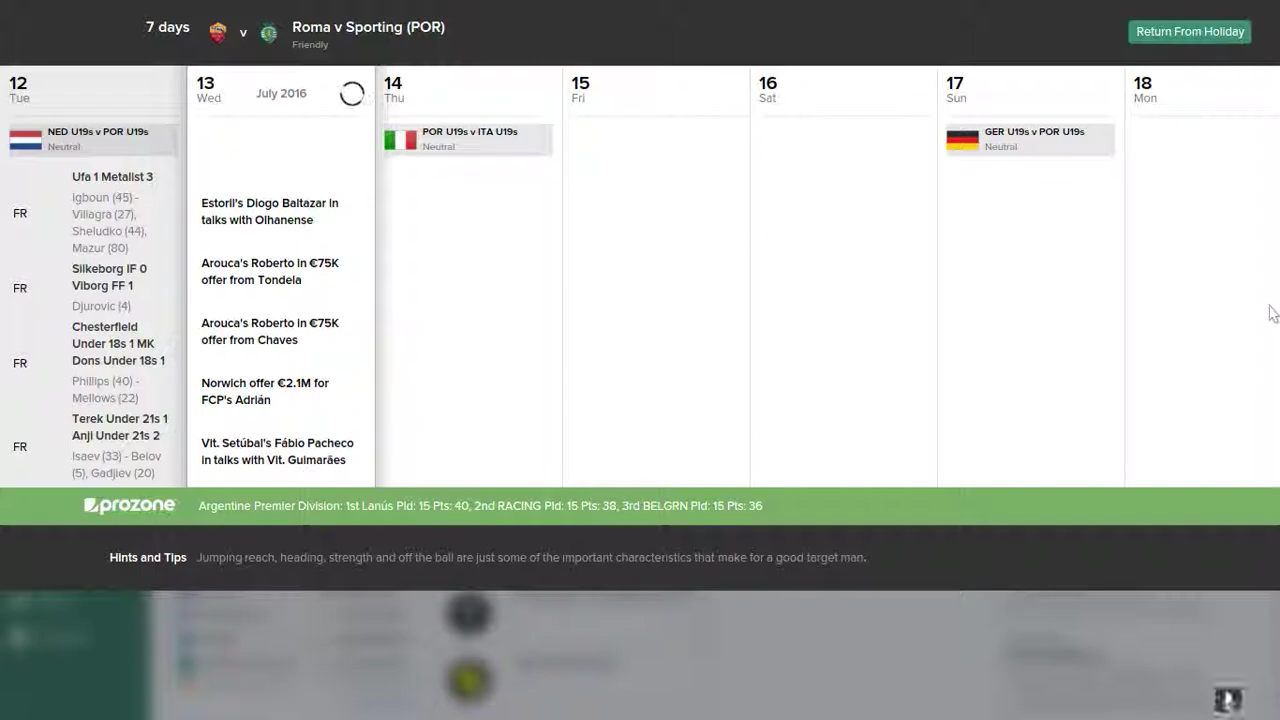 7 days
v
Roma v Sporting (POR)
Friendly
Return From Holiday
12
Tue
13
Wed
July 2016
14
Thu
15
Fri
16
Sat
17
Sun
18
Mon
NED U19s v POR U19s
Neutral
POR U19s v ITA U19s
Neutral
GER U19s v POR U19s
Neutral
FR
Ufa 1 Metalist 3
Igboun (45) -
Villagra (27),
Sheludko (44),
Mazur (80)
FR
Silkeborg IF 0
Viborg FF 1
Djurovic (4)
FR
Chesterfield
Under 18s 1 MK
Dons Under 18s 1
Phillips (40) -
Mellows (22)
FR
Terek Under 21s 1
Anji Under 21s 2
Isaev (33) - Belov
(5), Gadjiev (20)
Estoril's Diogo Baltazar in
talks with Olhanense
Arouca's Roberto in €75K
offer from Tondela
Arouca's Roberto in €75K
offer from Chaves
Norwich offer €2.1M for
FCP's Adrián
Vit. Setúbal's Fábio Pacheco
in talks with Vit. Guimarães
prozone
Argentine Premier Division: 1st Lanús Pld: 15 Pts: 40, 2nd RACING Pld: 15 Pts: 38, 3rd BELGRN Pld: 15 Pts: 36
Hints and Tips
Jumping reach, heading, strength and off the ball are just some of the important characteristics that make for a good target man.